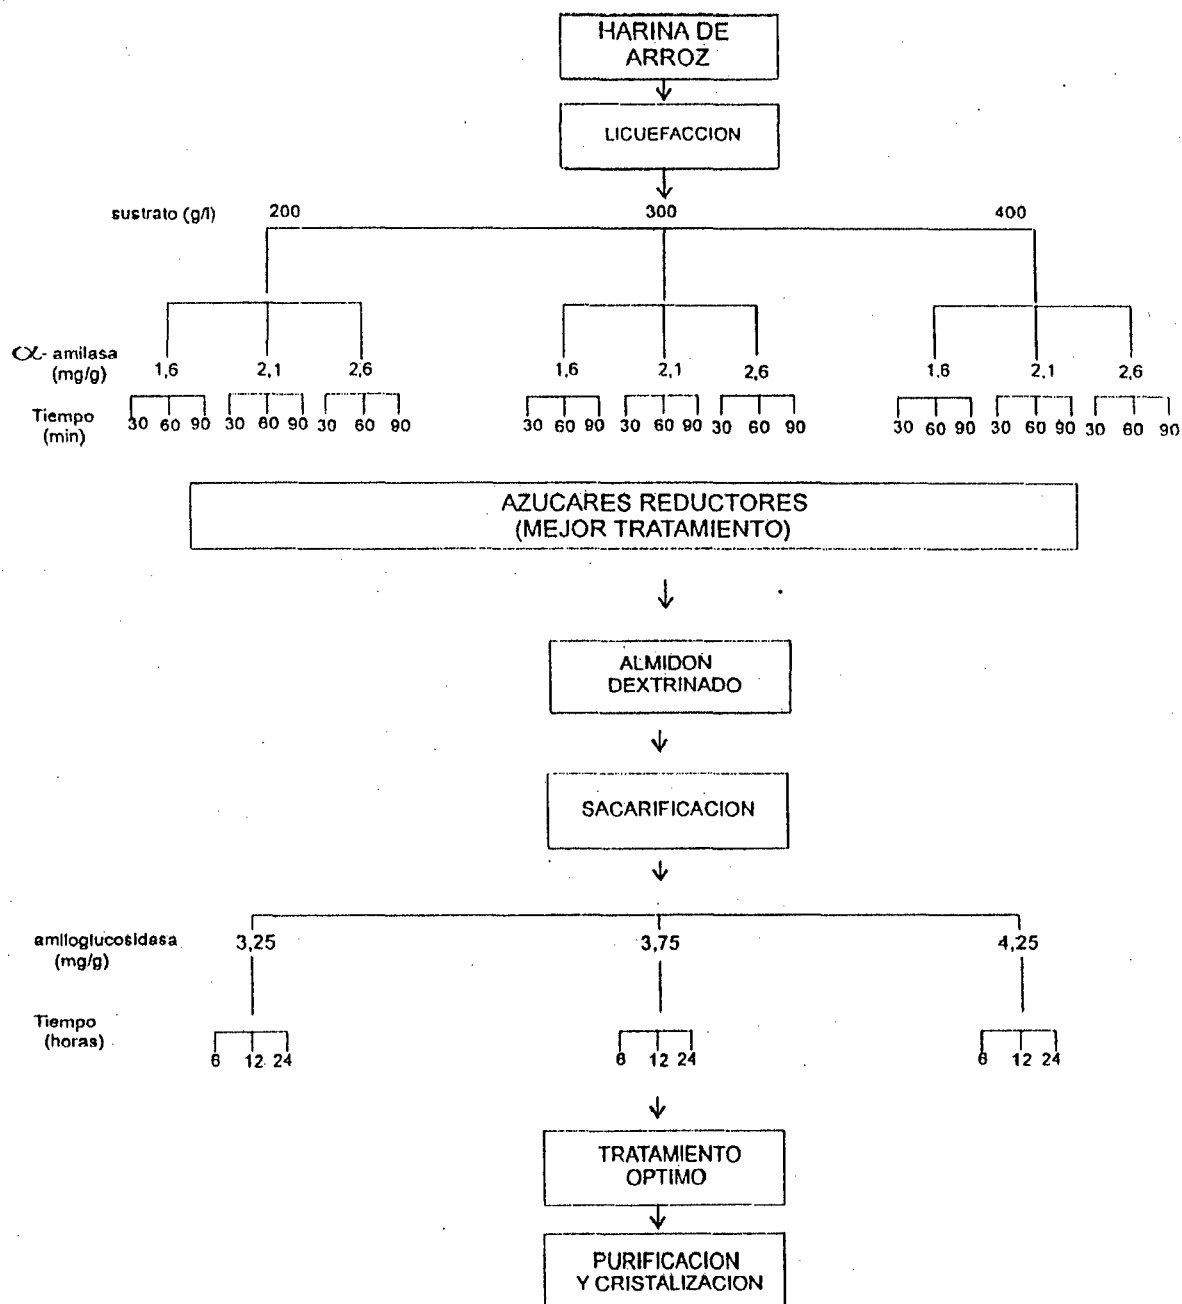 HARINA DE
ARROZ
LICUEFACCION
sustrato (g/l) 200 300 400
α- amilasa
(mg/g)
1,6 2,1 2,6 1,6 2,1 2,6 1,6 2,1 2,6
Tiempo
(min)
30 60 90 30 60 90 30 60 90 30 60 90 30 60 90 30 60 90 30 60 90 30 60 90 30 60 90
AZUCARES REDUCTORES
(MEJOR TRATAMIENTO)
ALMIDON
DEXTRINADO
SACARIFICACION
amiloglucosidasa 3,25 3,75 4,25
(mg/g)
Tiempo
(horas)
6 12 24 6 12 24 6 12 24
TRATAMIENTO
OPTIMO
PURIFICACION
Y CRISTALIZACION